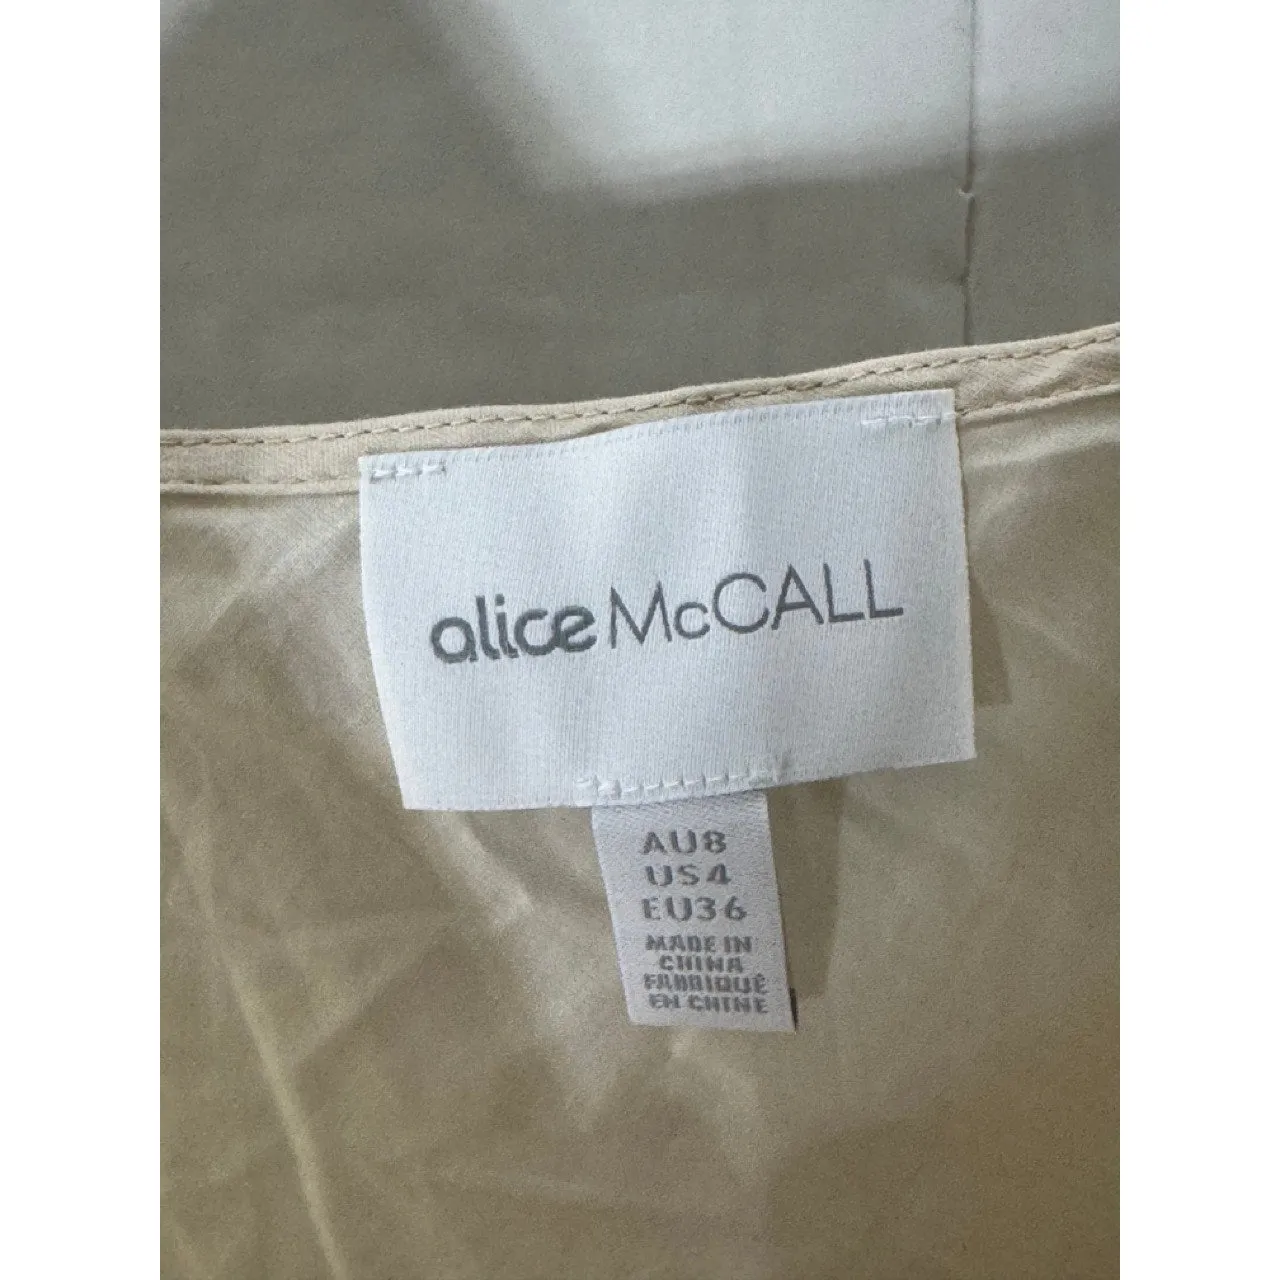 alice McCALL
AU8
US4
EU36
MADE IN
CHINA
FABRIQUÉ
EN CHINE